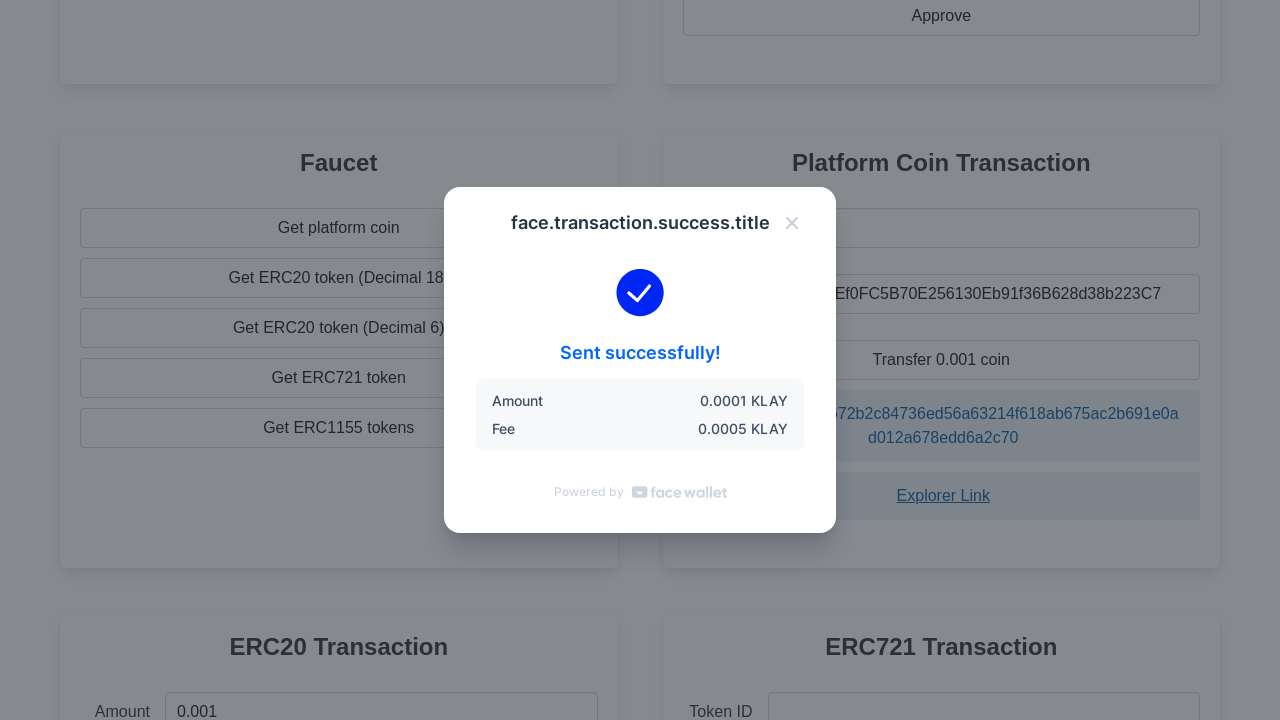 Approve
Faucet
Get platform coin
Get ERC20 token (Decimal 18
Get ERC20 token (Decimal 6)
Get ERC721 token
Get ERC1155 tokens
Platform Coin Transaction
Ef0FC5B70E256130Eb91f36B628d38b223C7
Transfer 0.001 coin
672b2c84736ed56a63214f618ab675ac2b691e0a
d012a678edd6a2c70
Explorer Link
face.transaction.success.title
Sent successfully!
Amount 0.0001 KLAY
Fee 0.0005 KLAY
Powered by face wallet
ERC20 Transaction
Amount 0.001
ERC721 Transaction
Token ID